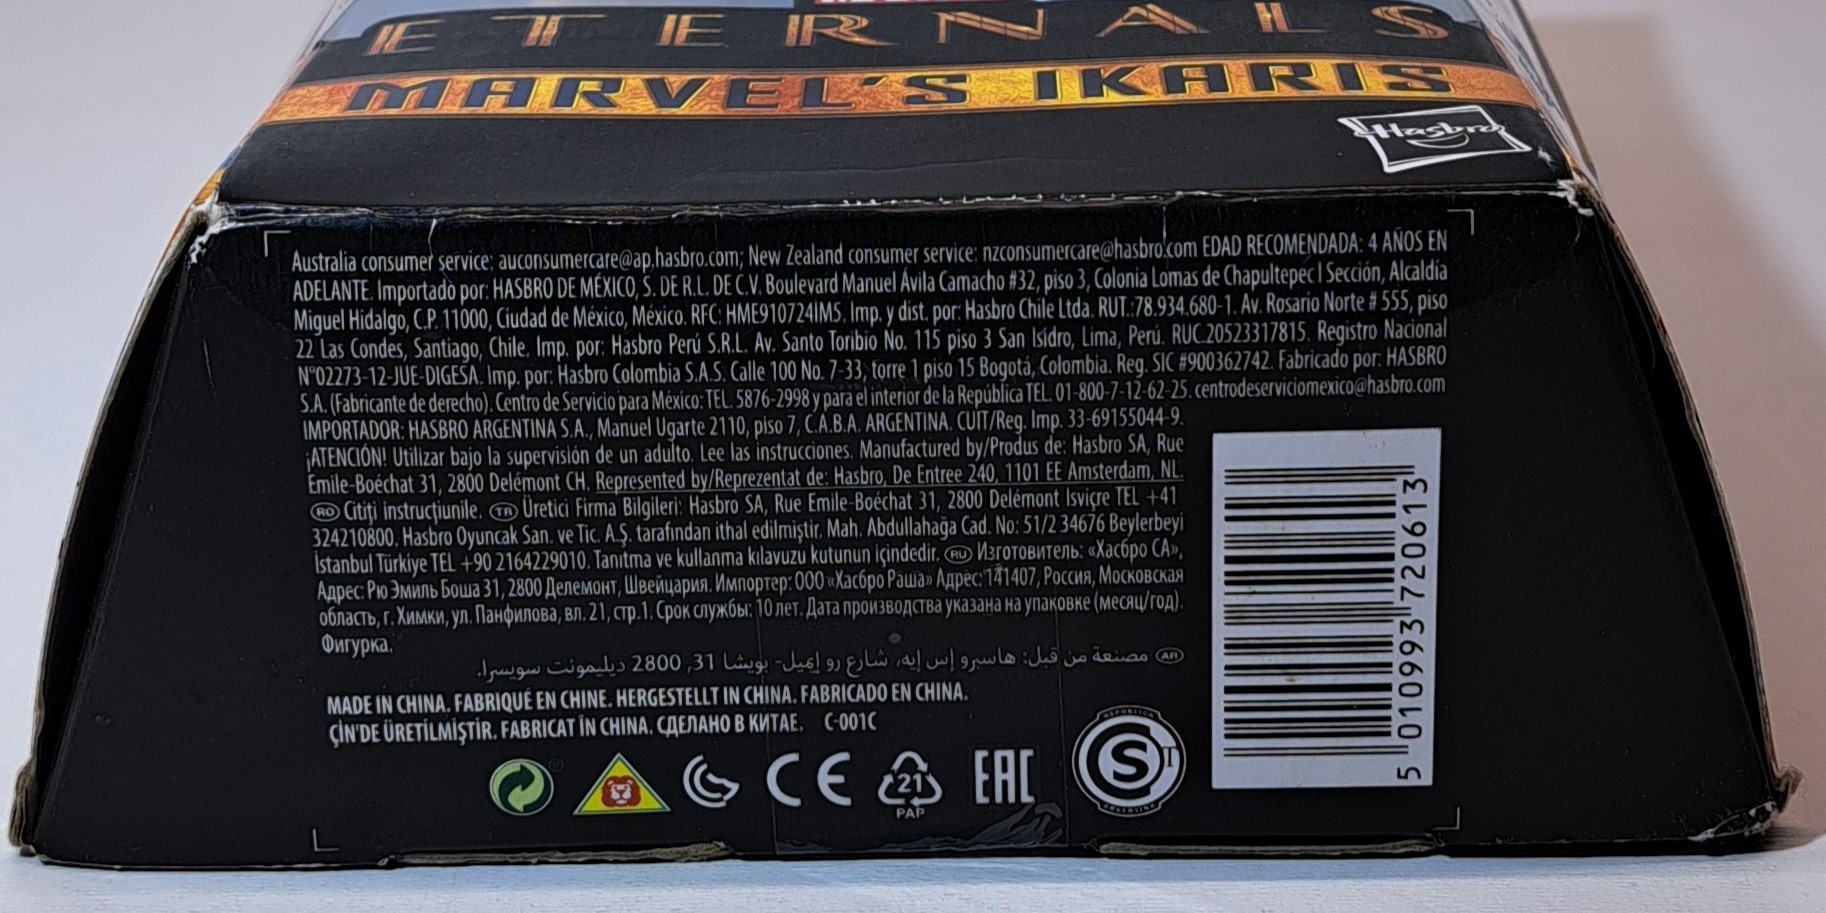 ETERNALS
MARVEL'S IKARIS
Hasbro
Australia consumer service: auconsumercare@ap.hasbro.com; New Zealand consumer service: nzconsumercare@hasbro.com EDAD RECOMENDADA: 4 AÑOS EN
ADELANTE. Importado por: HASBRO DE MÉXICO, S. DE R.L. DE C.V. Boulevard Manuel Ávila Camacho #32, piso 3, Colonia Lomas de Chapultepec I Sección, Alcaldía
Miguel Hidalgo, C.P. 11000, Ciudad de México, México. RFC: HME910724IM5. Imp. y dist. por: Hasbro Chile Ltda. RUT.:78.934.680-1. Av. Rosario Norte # 555, piso
22 Las Condes, Santiago, Chile. Imp. por: Hasbro Perú S.R.L. Av. Santo Toribio No. 115 piso 3 San Isidro, Lima, Perú. RUC.20523317815. Registro Nacional
N°02273-12-JUE-DIGESA. Imp. por: Hasbro Colombia S.A.S. Calle 100 No. 7-33, torre 1 piso 15 Bogotá, Colombia. Reg. SIC #900362742. Fabricado por: HASBRO
S.A. (Fabricante de derecho). Centro de Servicio para México: TEL. 5876-2998 y para el interior de la República TEL. 01-800-7-12-62-25. centrodeserviciomexico@hasbro.com
IMPORTADOR: HASBRO ARGENTINA S.A., Manuel Ugarte 2110, piso 7, C.A.B.A. ARGENTINA. CUIT/Reg. Imp. 33-69155044-9.
¡ATENCIÓN! Utilizar bajo la supervisión de un adulto. Lee las instrucciones. Manufactured by/Produs de: Hasbro SA, Rue
Emile-Boéchat 31, 2800 Delémont CH. Represented by/Reprezentat de: Hasbro, De Entree 240, 1101 EE Amsterdam, NL.
RO Citiți instrucțiunile. TR Üretici Firma Bilgileri: Hasbro SA, Rue Emile-Boéchat 31, 2800 Delémont İsviçre TEL +41
324210800. Hasbro Oyuncak San. ve Tic. A.Ş. tarafından ithal edilmiştir. Mah. Abdullahağa Cad. No: 51/2 34676 Beylerbeyi
İstanbul Türkiye TEL +90 2164229010. Tanıtma ve kullanma kılavuzu kutunun içindedir. RU Изготовитель: «Хасбро СА»,
Адрес: Рю Эмиль Боша 31, 2800 Делемонт, Швейцария. Импортер: ООО «Хасбро Раша» Адрес: 141407, Россия, Московская
область, г. Химки, ул. Панфилова, вл. 21, стр.1. Срок службы: 10 лет. Дата производства указана на упаковке (месяц/год).
Фигурка.
AR مصنعة من قبل: هاسبرو إس إيه، شارع رو إميل- بويشا 31, 2800 ديليمونت سويسرا.
MADE IN CHINA. FABRIQUÉ EN CHINE. HERGESTELLT IN CHINA. FABRICADO EN CHINA.
ÇİN'DE ÜRETİLMİŞTİR. FABRICAT ÎN CHINA. СДЕЛАНО В КИТАЕ. C-001C
CE
21
PAP
EAC
REPUBLICA
S T
ARGENTINA
5 010993 720613